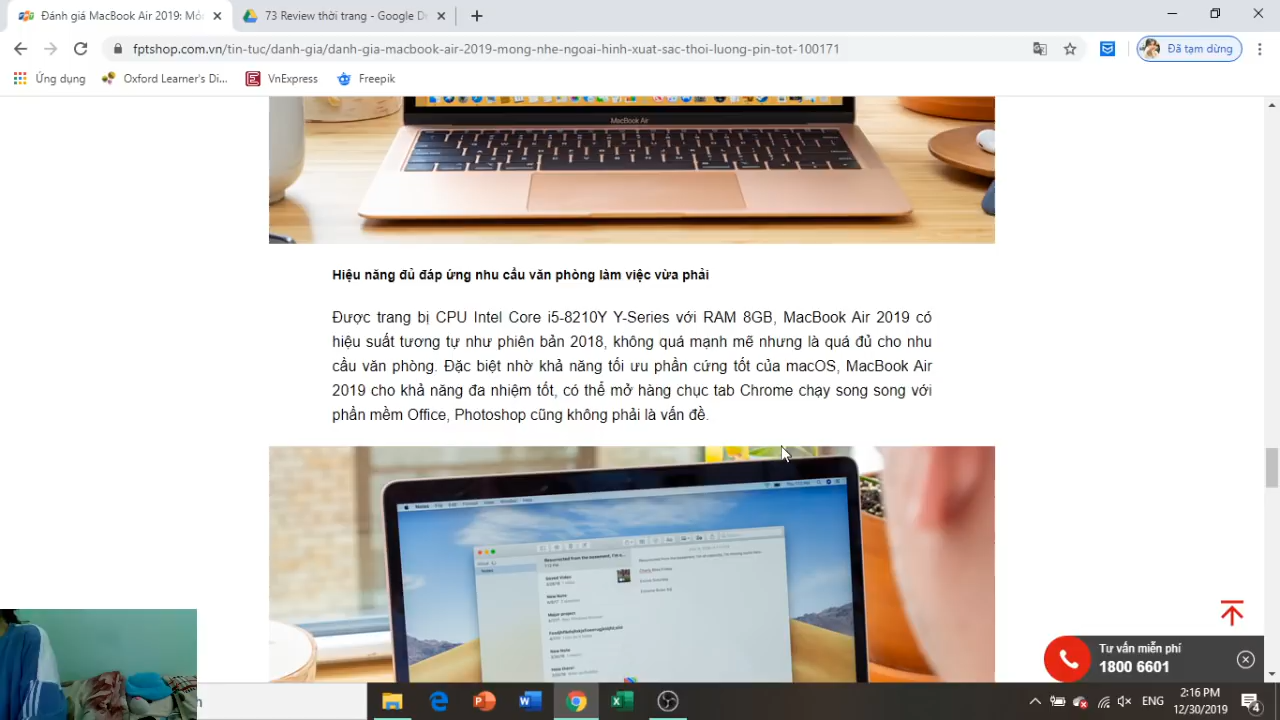 Đánh giá MacBook Air 2019: Mỏ
73 Review thời trang - Google D
fptshop.com.vn/tin-tuc/danh-gia/danh-gia-macbook-air-2019-mong-nhe-ngoai-hinh-xuat-sac-thoi-luong-pin-tot-100171
Đã tạm dừng
Ứng dụng
Oxford Learner's Di...
VnExpress
Freepik
MacBook Air
Hiệu năng đủ đáp ứng nhu cầu văn phòng làm việc vừa phải
Được trang bị CPU Intel Core i5-8210Y Y-Series với RAM 8GB, MacBook Air 2019 có
hiệu suất tương tự như phiên bản 2018, không quá mạnh mẽ nhưng là quá đủ cho nhu
cầu văn phòng. Đặc biệt nhờ khả năng tối ưu phần cứng tốt của macOS, MacBook Air
2019 cho khả năng đa nhiệm tốt, có thể mở hàng chục tab Chrome chạy song song với
phần mềm Office, Photoshop cũng không phải là vấn đề.
Tư vấn miễn phí
1800 6601
ENG
2:16 PM
12/30/2019
4